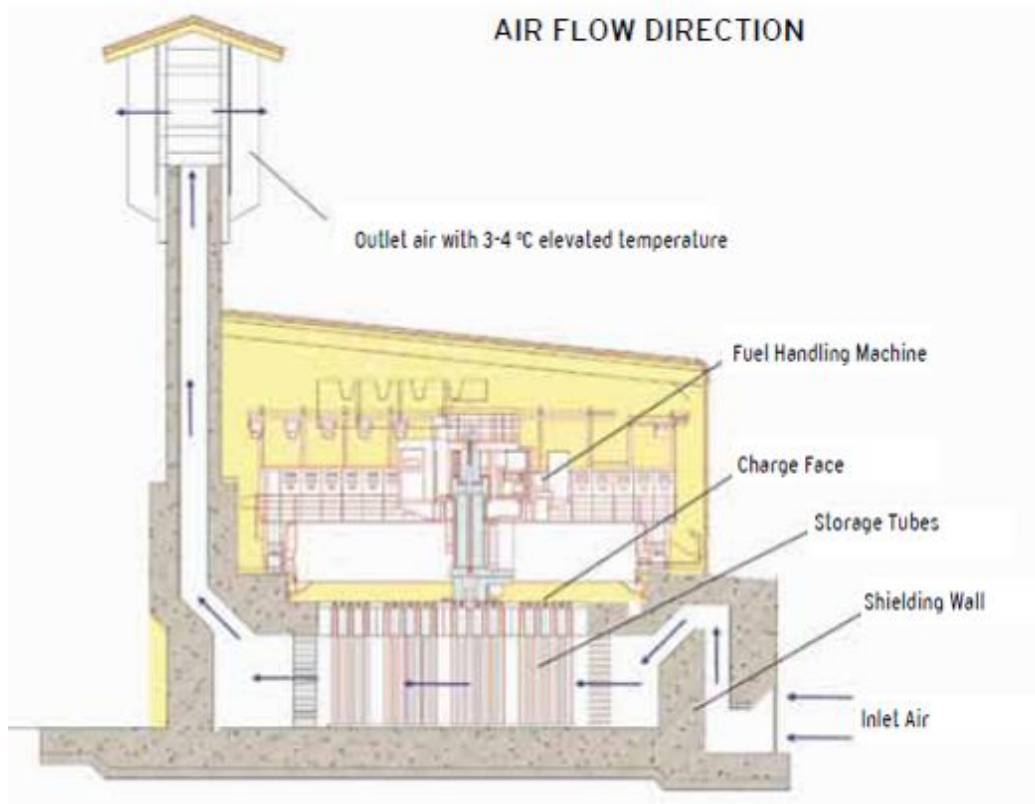 AIR FLOW DIRECTION
Outlet air with 3-4 ºC elevated temperature
Fuel Handling Machine
Charge Face
Storage Tubes
Shielding Wall
Inlet Air